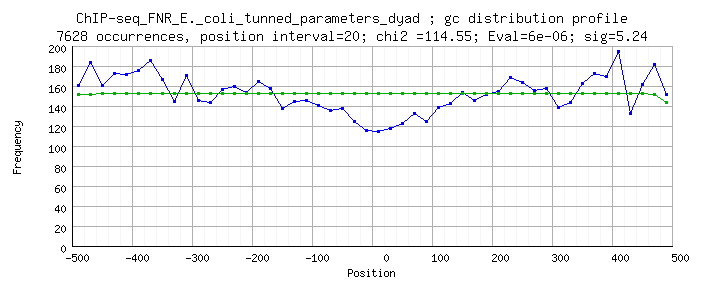 ChIP-seq_FNR_E._coli_tunned_parameters_dyad ; gc distribution profile
7628 occurrences, position interval=20; chi2 =114.55; Eval=6e-06; sig=5.24
200
180
160
140
120
100
80
60
40
20
0
Frequency
-500 -400 -300 -200 -100 0 100 200 300 400 500
Position